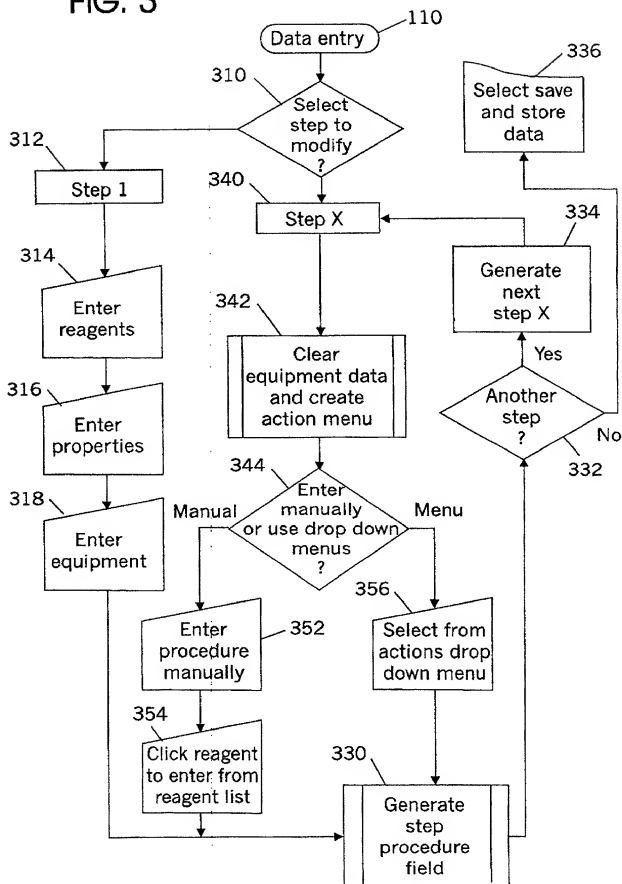 FIG. 3
Data entry
110
310
Select
step to
modify
?
336
Select save
and store
data
312
Step 1
340
Step X
334
Generate
next
step X
314
Enter
reagents
342
Clear
equipment data
and create
action menu
Yes
316
Enter
properties
Another
step
?
No
332
344
Enter
manually
or use drop down
menus
?
Manual
Menu
318
Enter
equipment
352
Enter
procedure
manually
356
Select from
actions drop
down menu
354
Click reagent
to enter from
reagent list
330
Generate
step
procedure
field